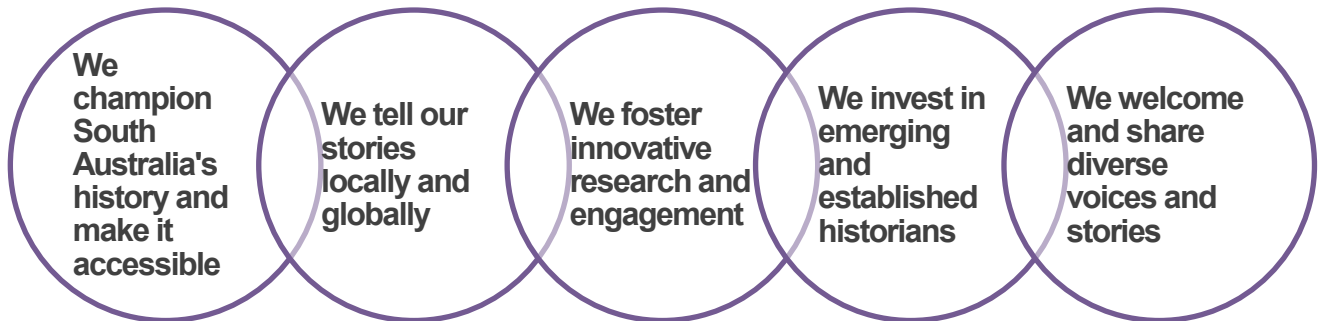 We
champion
South
Australia's
history and
make it
accessible
We tell our
stories
locally and
globally
We foster
innovative
research and
engagement
We invest in
emerging
and
established
historians
We welcome
and share
diverse
voices and
stories